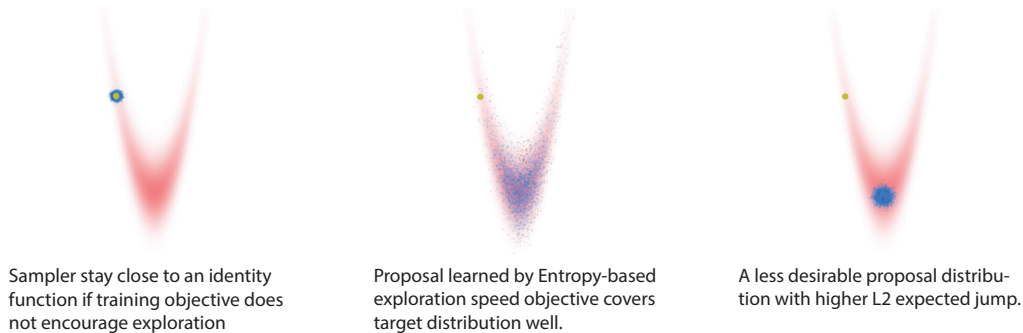 Sampler stay close to an identity
function if training objective does
not encourage exploration
Proposal learned by Entropy-based
exploration speed objective covers
target distribution well.
A less desirable proposal distribu-
tion with higher L2 expected jump.